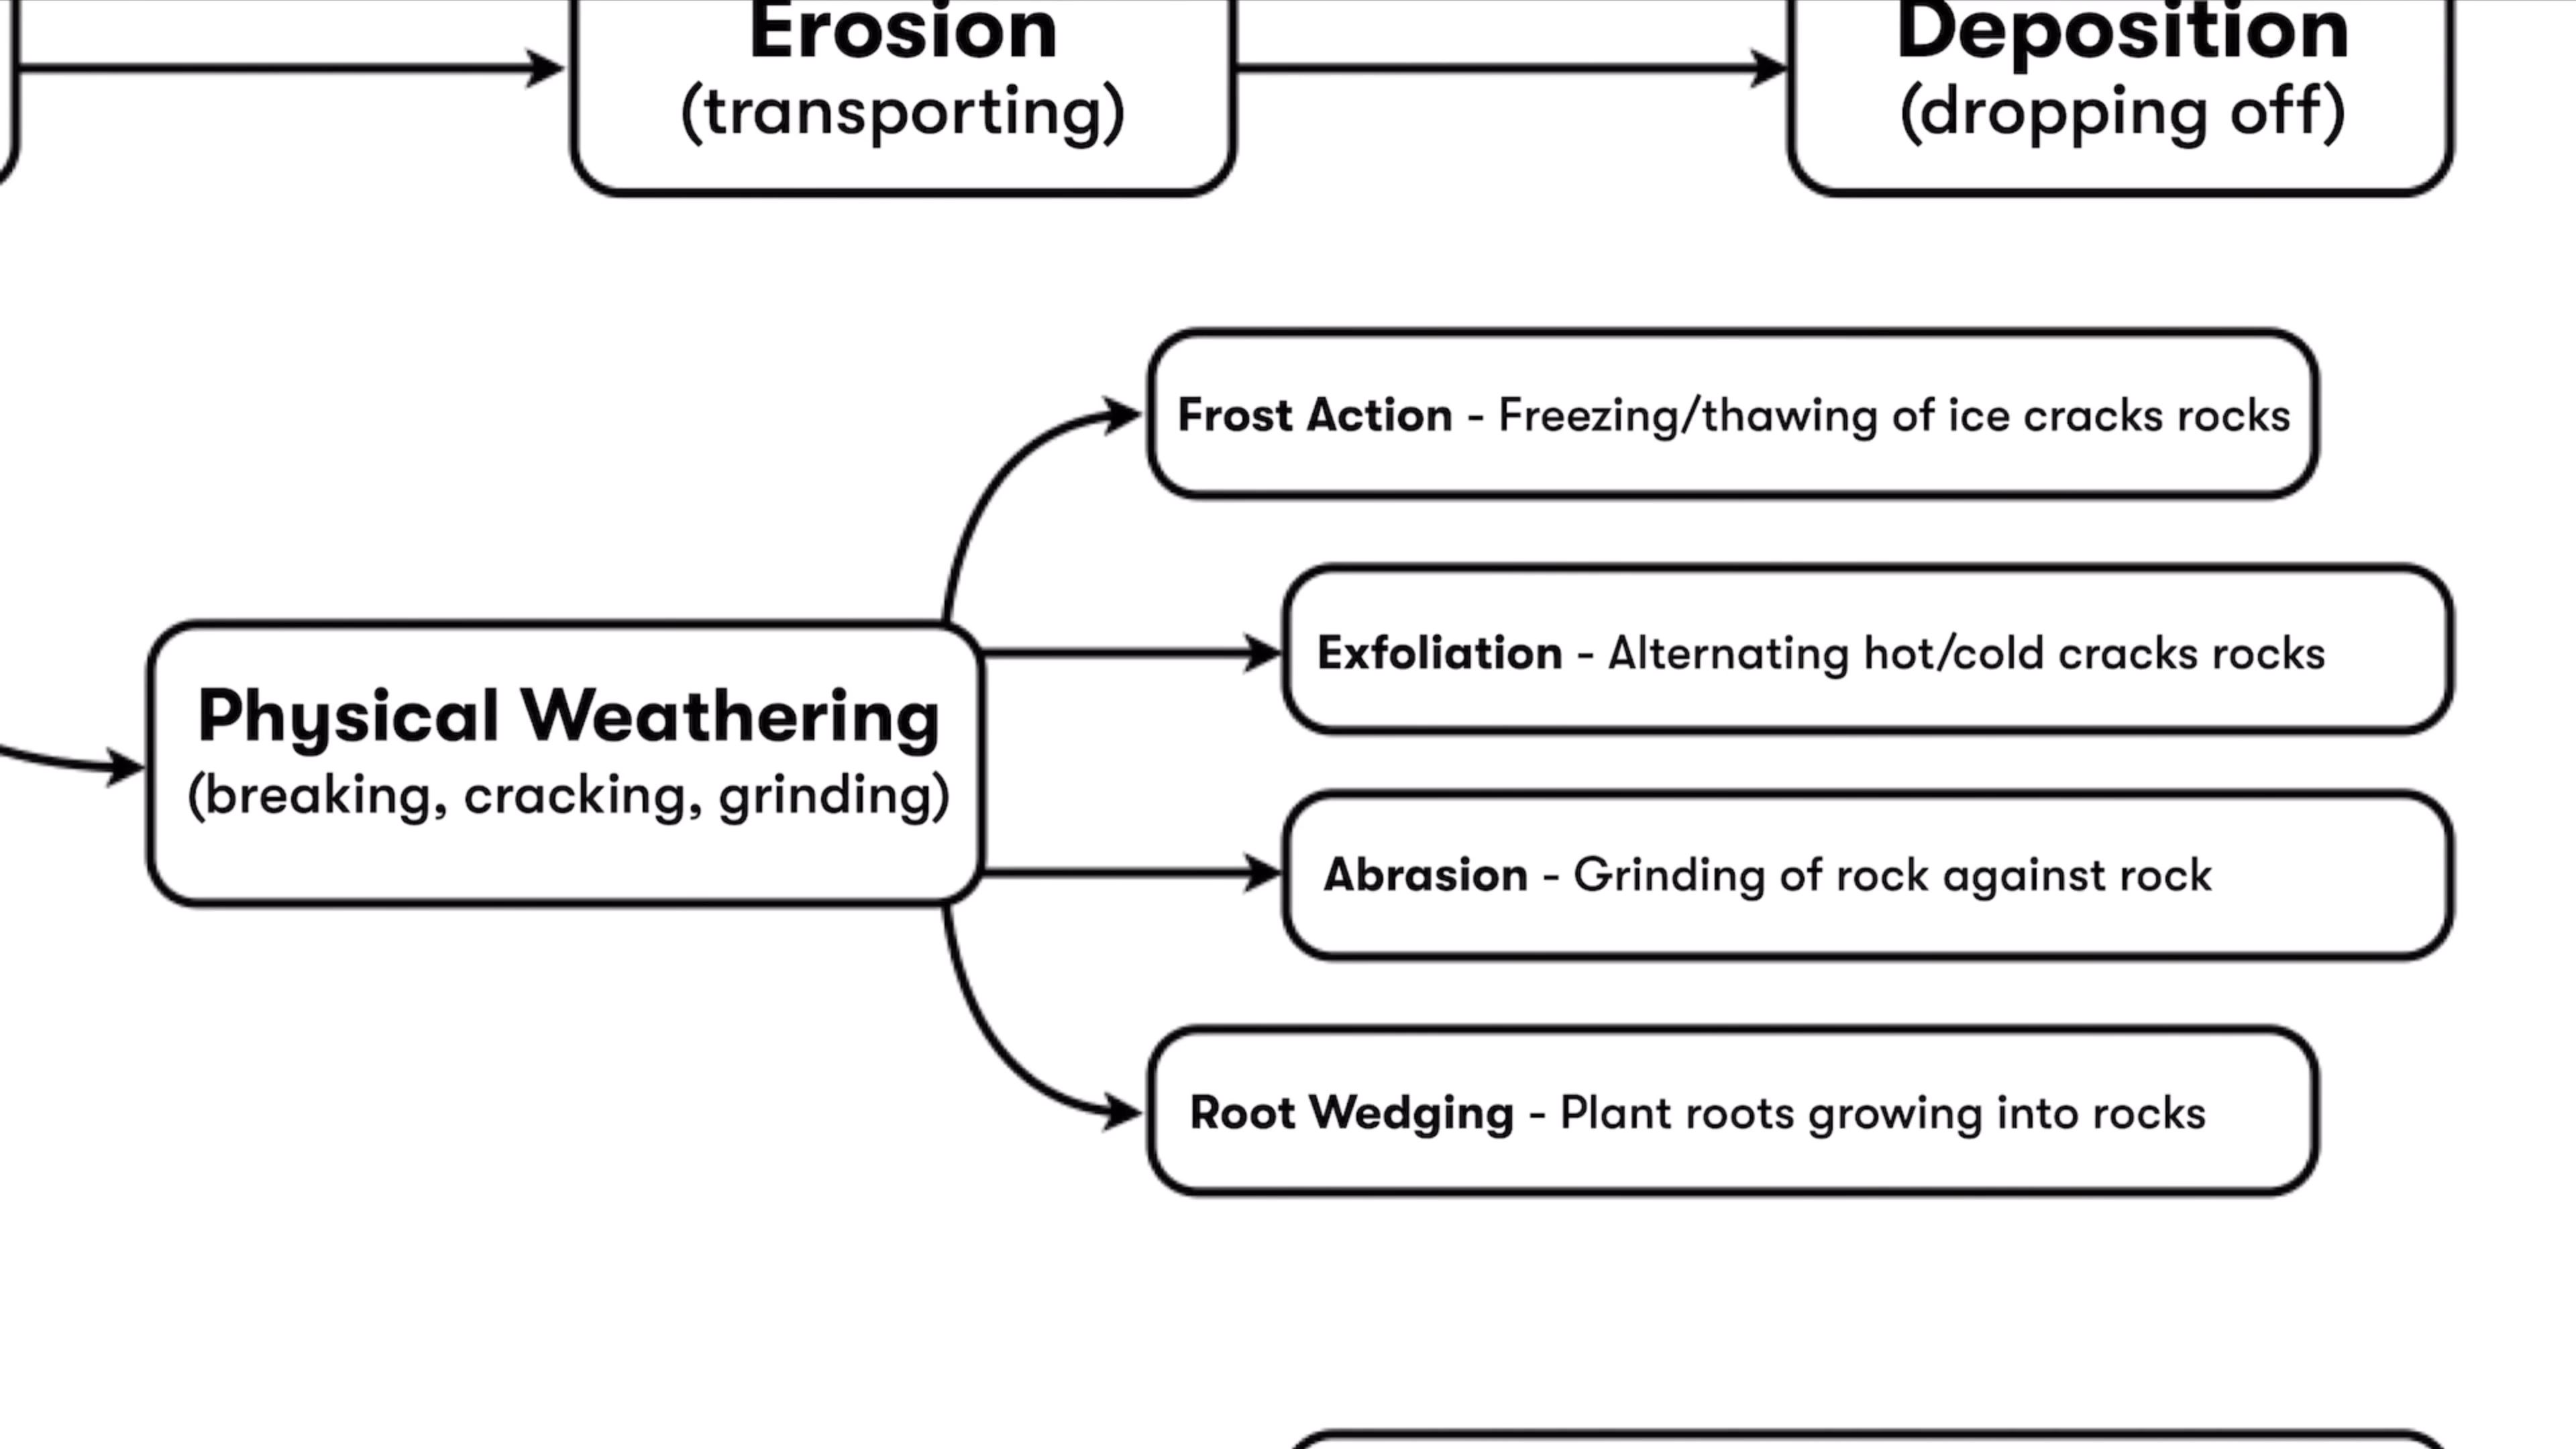 Erosion
(transporting)
Deposition
(dropping off)
Frost Action - Freezing/thawing of ice cracks rocks
Exfoliation - Alternating hot/cold cracks rocks
Physical Weathering
(breaking, cracking, grinding)
Abrasion - Grinding of rock against rock
Root Wedging - Plant roots growing into rocks